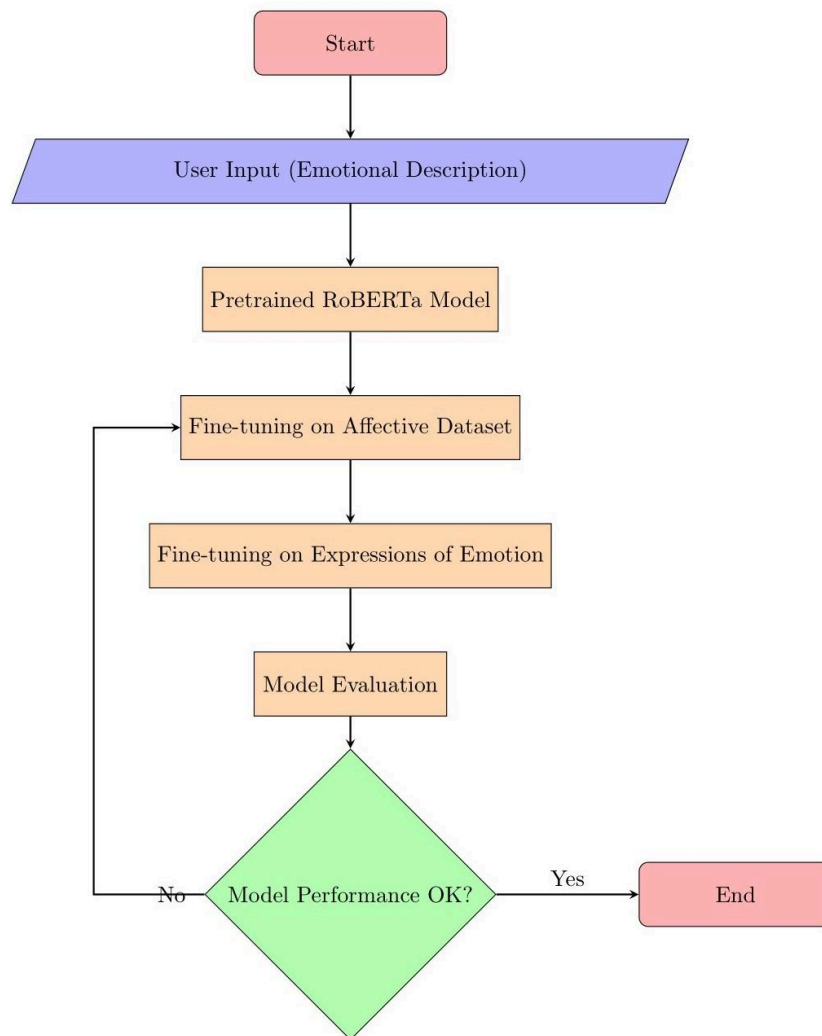 Start
User Input (Emotional Description)
Pretrained RoBERTa Model
Fine-tuning on Affective Dataset
Fine-tuning on Expressions of Emotion
Model Evaluation
Model Performance OK?
No
Yes
End